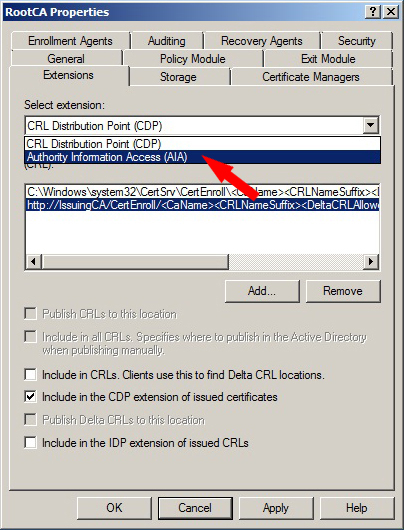 RootCA Properties
Enrollment Agents Auditing Recovery Agents Security
General Policy Module Exit Module
Extensions Storage Certificate Managers
Select extension:
CRL Distribution Point (CDP)
CRL Distribution Point (CDP)
Authority Information Access (AIA)
(CRL).
C:\Windows\system32\CertSrv\CertEnroll\<CaName><CRLNameSuffix><
http://IssuingCA/CertEnroll/<CaName><CRLNameSuffix><DeltaCRLAllowe
Add... Remove
Publish CRLs to this location
Include in all CRLs. Specifies where to publish in the Active Directory
when publishing manually.
Include in CRLs. Clients use this to find Delta CRL locations.
Include in the CDP extension of issued certificates
Publish Delta CRLs to this location
Include in the IDP extension of issued CRLs
OK Cancel Apply Help